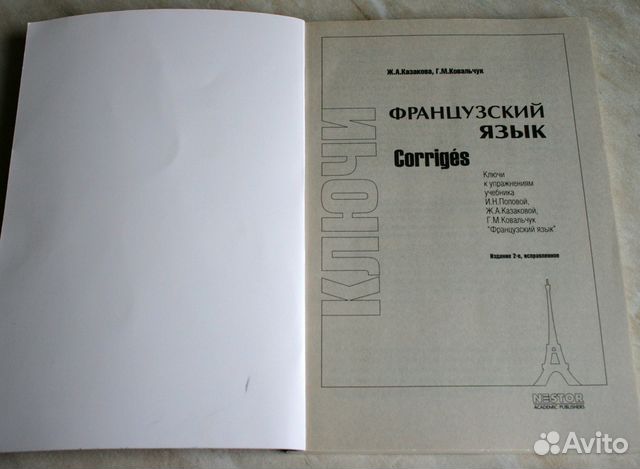 Ж.А.Казакова, Г.М.Ковальчук
КЛЮЧИ
ФРАНЦУЗСКИЙ
ЯЗЫК
Corrigés
Ключи
к упражнениям
учебника
И.Н.Поповой,
Ж.А.Казаковой,
Г.М.Ковальчук
"Французский язык"
Издание 2-е, исправленное
NESTOR
ACADEMIC PUBLISHERS
Avito